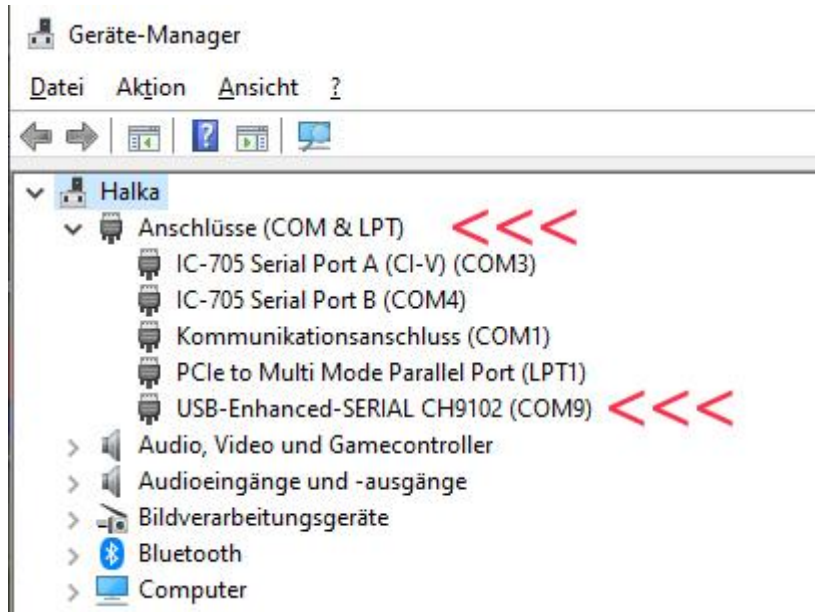 Geräte-Manager
Datei Aktion Ansicht ?
Halka
Anschlüsse (COM & LPT) <<<
IC-705 Serial Port A (CI-V) (COM3)
IC-705 Serial Port B (COM4)
Kommunikationsanschluss (COM1)
PCIe to Multi Mode Parallel Port (LPT1)
USB-Enhanced-SERIAL CH9102 (COM9) <<<
Audio, Video und Gamecontroller
Audioeingänge und -ausgänge
Bildverarbeitungsgeräte
Bluetooth
Computer